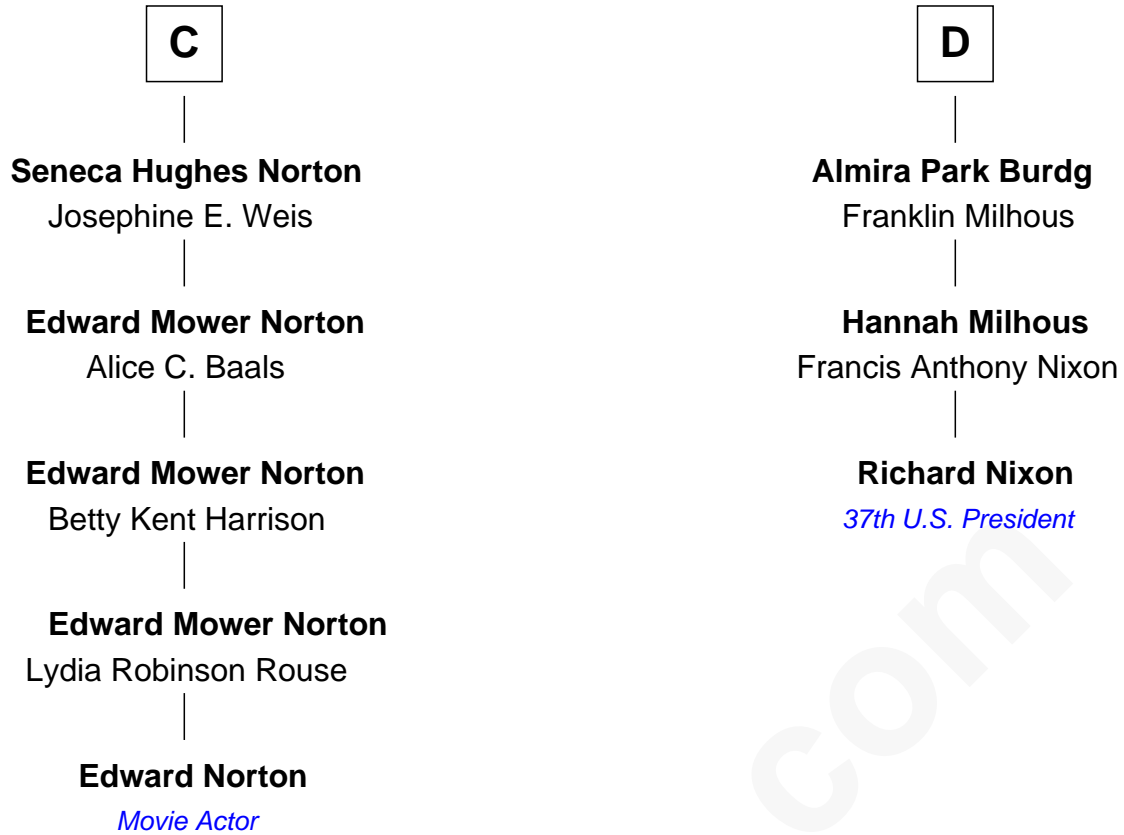 C
Seneca Hughes Norton
Josephine E. Weis
Edward Mower Norton
Alice C. Baals
Edward Mower Norton
Betty Kent Harrison
Edward Mower Norton
Lydia Robinson Rouse
Edward Norton
Movie Actor
D
Almira Park Burdg
Franklin Milhous
Hannah Milhous
Francis Anthony Nixon
Richard Nixon
37th U.S. President
com